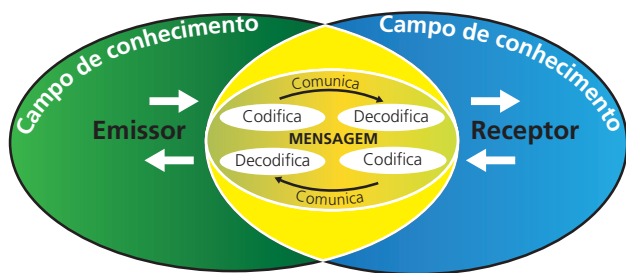 Campo de conhecimento
Campo de conhecimento
Comunica
Codifica Decodifica
Emissor MENSAGEM Receptor
Decodifica Codifica
Comunica